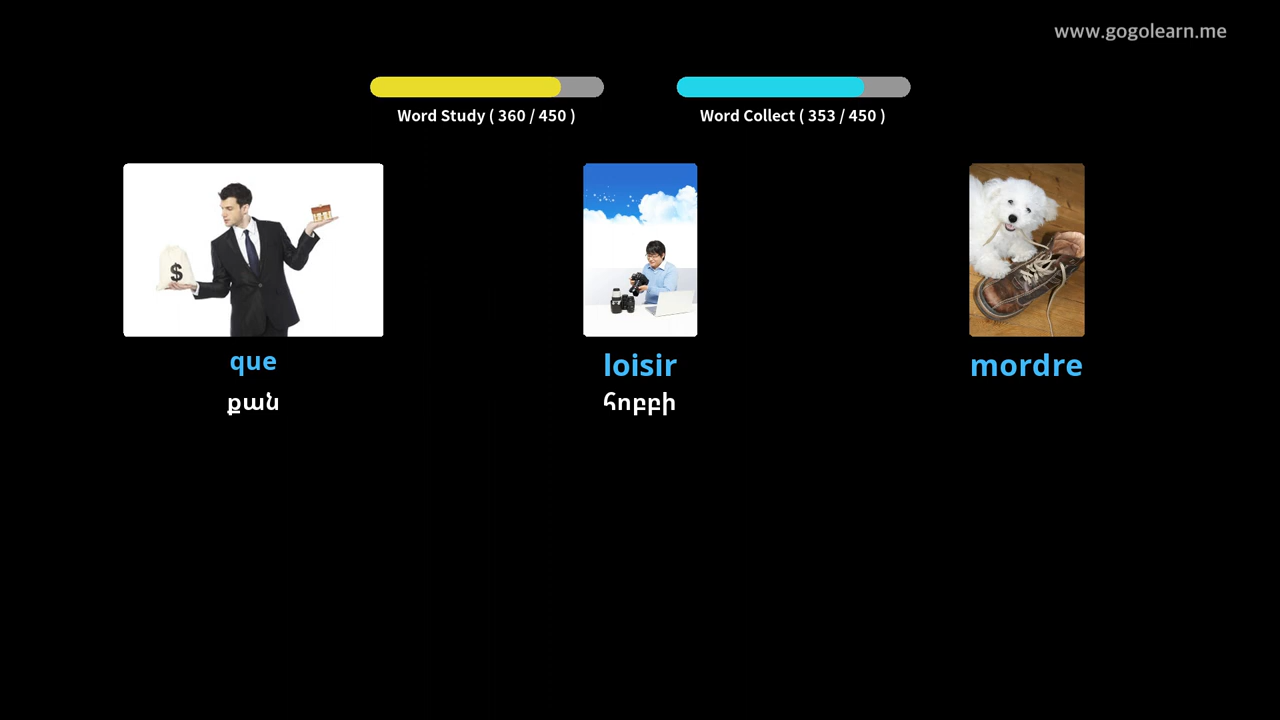 www.gogolearn.me
Word Study ( 360 / 450 )
Word Collect ( 353 / 450 )
$
que
loisir
mordre
քան
հոբբի